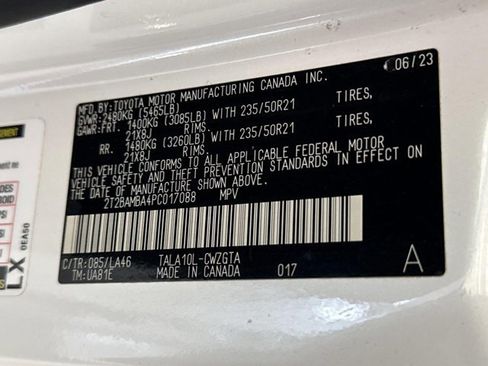 06/23
MFD.BY:TOYOTA MOTOR MANUFACTURING CANADA INC.
GVWR:2480KG (5465LB)
GAWR:FRT. 1400KG (3085LB) WITH 235/50R21 TIRES,
21X8J RIMS.
RR. 1480KG (3260LB) WITH 235/50R21 TIRES,
21X8J RIMS.
THIS VEHICLE CONFORMS TO ALL APPLICABLE FEDERAL MOTOR
VEHICLE SAFETY AND THEFT PREVENTION STANDARDS IN EFFECT ON
THE DATE OF MANUFACTURE SHOWN ABOVE.
2T2BAMBA4PC017088 MPV
C/TR:085/LA46 TALA10L-CWZGTA
TM:UA81E MADE IN CANADA 017 A
LX 0EA50